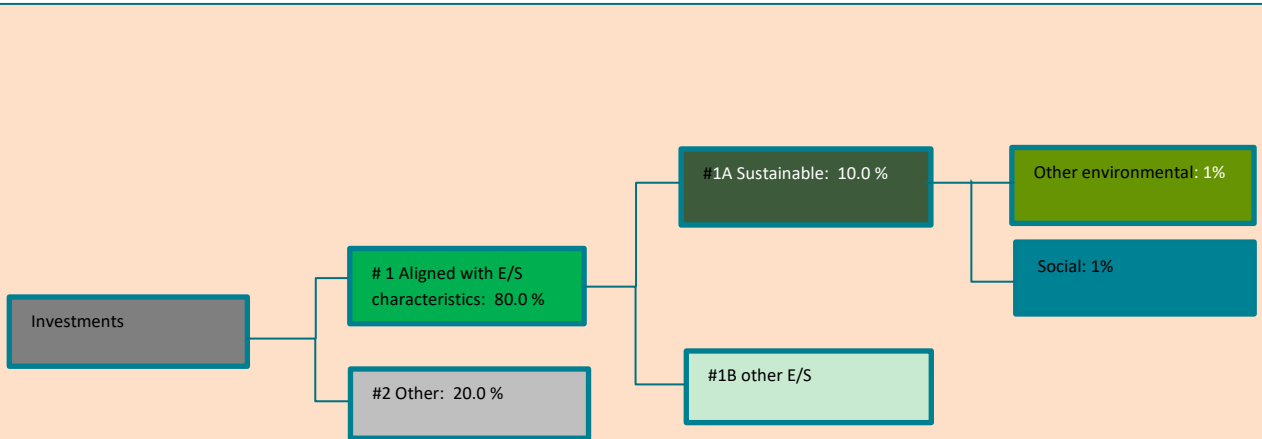 #1A Sustainable:  10.0 %
Other environmental: 1%
Social: 1%
# 1 Aligned with E/S
characteristics:  80.0 %
Investments
#1B other E/S
#2 Other:  20.0 %